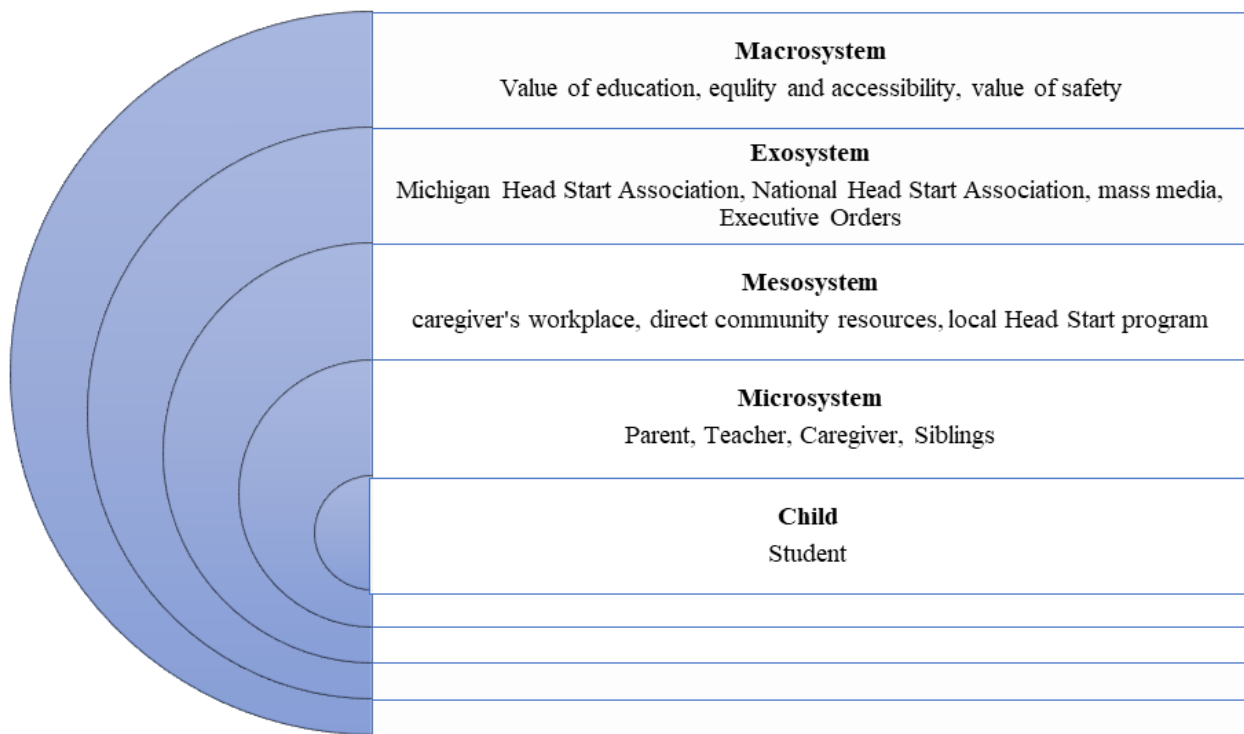 Macrosystem
Value of education, equlity and accessibility, value of safety
Exosystem
Michigan Head Start Association, National Head Start Association, mass media,
Executive Orders
Mesosystem
caregiver's workplace, direct community resources, local Head Start program
Microsystem
Parent, Teacher, Caregiver, Siblings
Child
Student